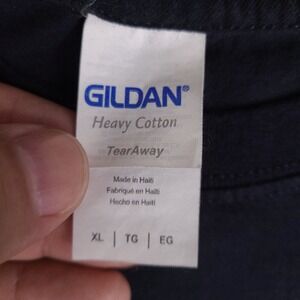 GILDAN®
Heavy Cotton
TearAway
Made in Haiti
Fabriqué en Haïti
Hecho en Haití
XL | TG | EG